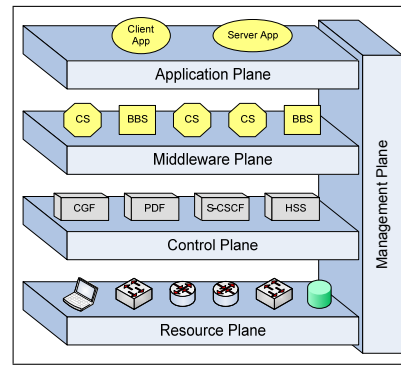 Client
App
Server App
Application Plane
CS BBS CS CS BBS
Middleware Plane
CGF PDF S-CSCF HSS
Control Plane
Resource Plane
Management Plane